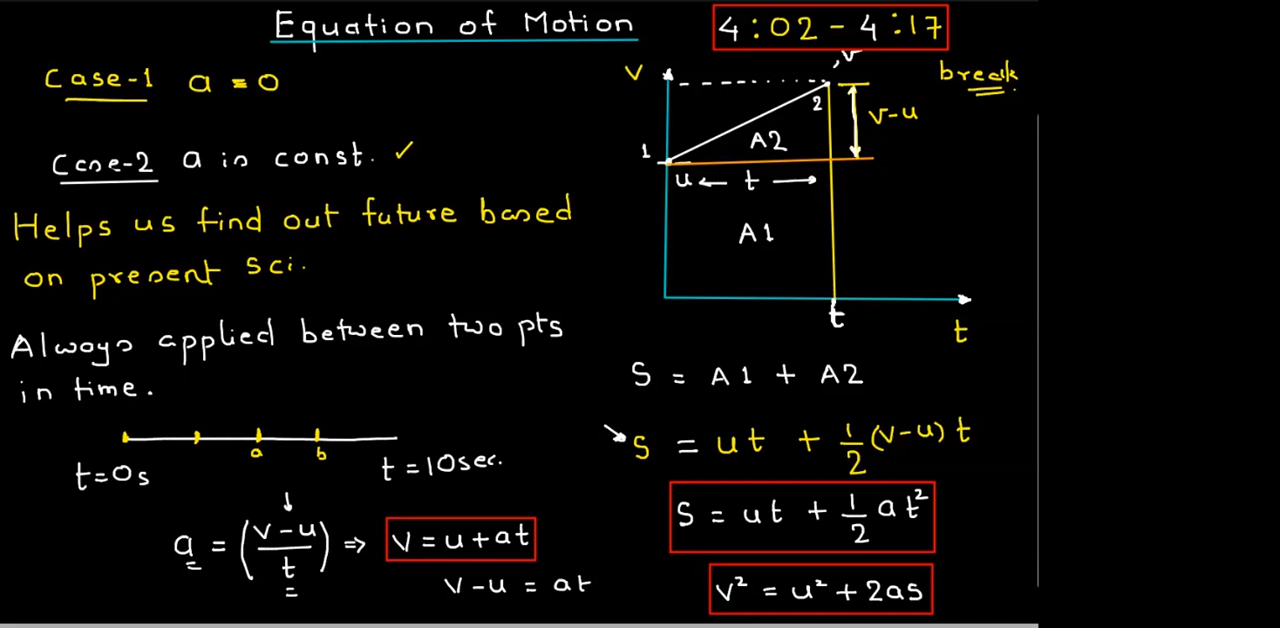 Equation of Motion
4:02 - 4:17
break
Case-1 a = 0
Case-2 a is const. ✓
Helps us find out future based
on present sci.
Always applied between two pts
in time.
a b
t=0s t=10sec.
a = (v-u/t) ⇒ v = u + at
v-u = at
v
,v
2
v-u
A2
1
u ← t →
A1
t
t
S = A1 + A2
S = ut + 1/2 (v-u) t
S = ut + 1/2 at²
v² = u² + 2as